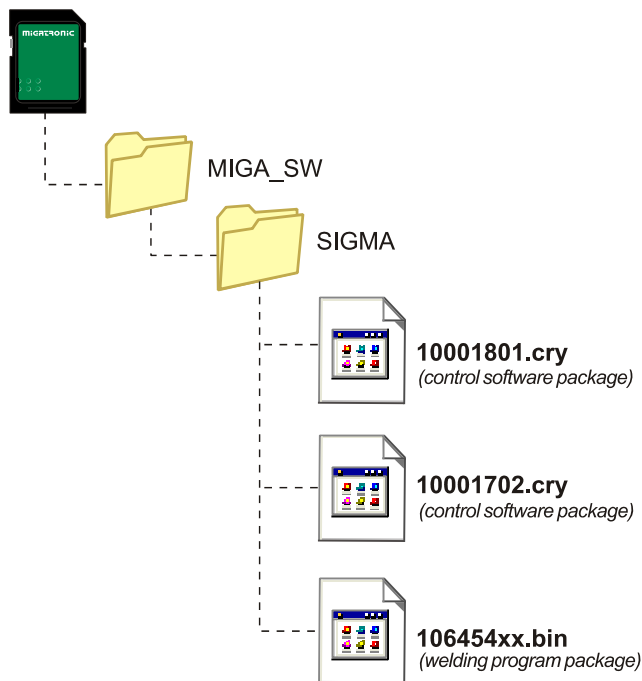 MIGATRONIC
MIGA_SW
SIGMA
10001801.cry
(control software package)
10001702.cry
(control software package)
106454xx.bin
(welding program package)